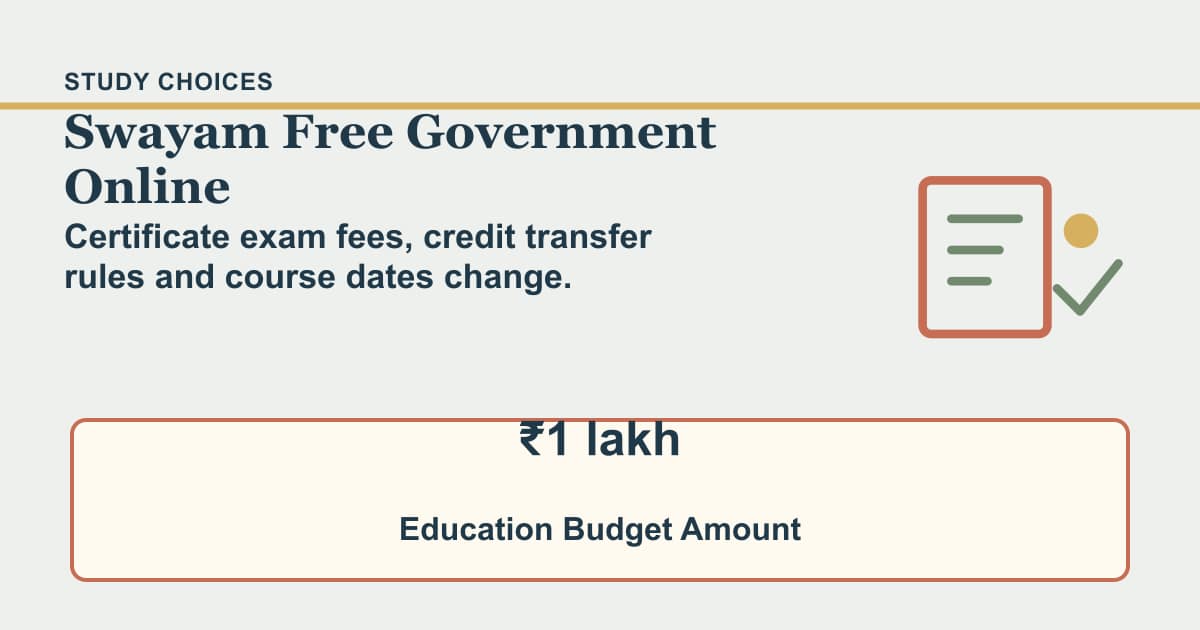 STUDY CHOICES
Swayam Free Government
Online
Certificate exam fees, credit transfer
rules and course dates change.
₹1 lakh
Education Budget Amount